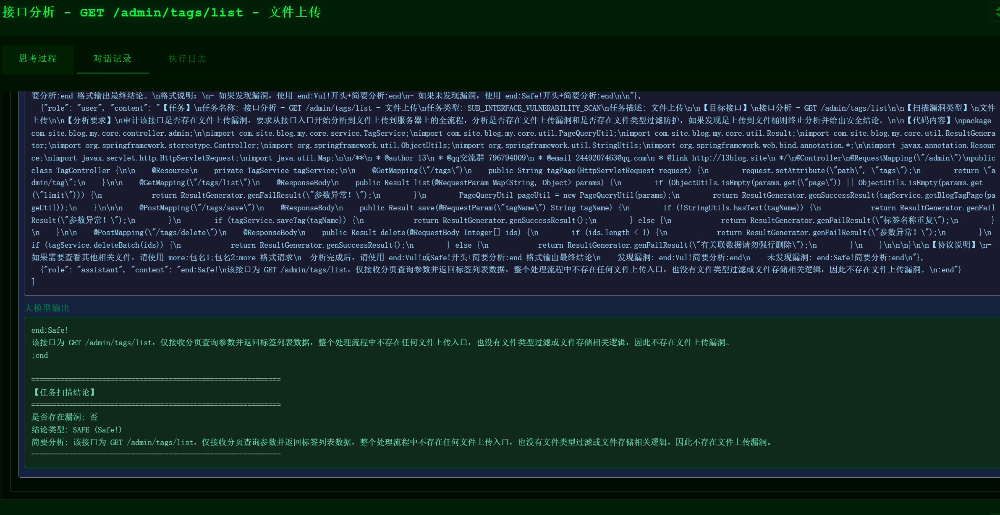 接口分析 - GET /admin/tags/list - 文件上传
思考过程
对话记录
执行日志
要分析:end 格式输出最终结论。\n格式说明：\n- 如果发现漏洞，使用 end:Vul!开头+简要分析:end\n- 如果未发现漏洞，使用 end:Safe!开头+简要分析:end\n\n"},
{"role": "user", "content": "【任务】\n任务名称: 接口分析 - GET /admin/tags/list - 文件上传\n任务类型: SUB_INTERFACE_VULNERABILITY_SCAN\n任务描述: 文件上传\n\n【目标接口】\n接口分析 - GET /admin/tags/list\n\n【扫描漏洞类型】\n文件
上传\n\n【分析要求】\n审计该接口是否存在文件上传漏洞，要求从接口入口开始分析到文件上传到服务器上的全流程，分析是否存在文件上传漏洞和是否存在文件类型过滤防护，如果发现是上传到文件桶则终止分析并给出安全结论。\n\n【代码内容】\npackage
com.site.blog.my.core.controller.admin;\n\nimport com.site.blog.my.core.service.TagService;\nimport com.site.blog.my.core.util.PageQueryUtil;\nimport com.site.blog.my.core.util.Result;\nimport com.site.blog.my.core.util.ResultGenera
tor;\nimport org.springframework.stereotype.Controller;\nimport org.springframework.util.ObjectUtils;\nimport org.springframework.util.StringUtils;\nimport org.springframework.web.bind.annotation.*;\n\nimport javax.annotation.Resour
ce;\nimport javax.servlet.http.HttpServletRequest;\nimport java.util.Map;\n\n/**\n * @author 13\n * @qq交流群 796794009\n * @email 2449207463@qq.com\n * @link http://13blog.site\n */\n@Controller\n@RequestMapping(\"/admin\")\npublic
class TagController {\n\n    @Resource\n    private TagService tagService;\n\n    @GetMapping(\"/tags\")\n    public String tagPage(HttpServletRequest request) {\n        request.setAttribute(\"path\", \"tags\");\n        return \"a
dmin/tag\";\n    }\n\n    @GetMapping(\"/tags/list\")\n    @ResponseBody\n    public Result list(@RequestParam Map<String, Object> params) {\n        if (ObjectUtils.isEmpty(params.get(\"page\")) || ObjectUtils.isEmpty(params.get
(\"limit\"))) {\n            return ResultGenerator.genFailResult(\"参数异常！\");\n        }\n        PageQueryUtil pageUtil = new PageQueryUtil(params);\n        return ResultGenerator.genSuccessResult(tagService.getBlogTagPage(pa
geUtil));\n    }\n\n\n    @PostMapping(\"/tags/save\")\n    @ResponseBody\n    public Result save(@RequestParam(\"tagName\") String tagName) {\n        if (!StringUtils.hasText(tagName)) {\n            return ResultGenerator.genFail
Result(\"参数异常！\");\n        }\n        if (tagService.saveTag(tagName)) {\n            return ResultGenerator.genSuccessResult();\n        } else {\n            return ResultGenerator.genFailResult(\"标签名称重复\");\n        }
\n    }\n\n    @PostMapping(\"/tags/delete\")\n    @ResponseBody\n    public Result delete(@RequestBody Integer[] ids) {\n        if (ids.length < 1) {\n            return ResultGenerator.genFailResult(\"参数异常！\");\n        }\n
if (tagService.deleteBatch(ids)) {\n            return ResultGenerator.genSuccessResult();\n        } else {\n            return ResultGenerator.genFailResult(\"有关联数据请勿强行删除\");\n        }\n    }\n\n\n}\n\n【协议说明】\n-
如果需要查看其他相关文件，请使用 more:包名1;包名2:more 格式请求\n- 分析完成后，请使用 end:Vul!或Safe!开头+简要分析:end 格式输出最终结论\n  - 发现漏洞: end:Vul!简要分析:end\n  - 未发现漏洞: end:Safe!简要分析:end\n"},
{"role": "assistant", "content": "end:Safe!\n该接口为 GET /admin/tags/list，仅接收分页查询参数并返回标签列表数据，整个处理流程中不存在任何文件上传入口，也没有文件类型过滤或文件存储相关逻辑，因此不存在文件上传漏洞。\n:end"}
]
大模型输出
end:Safe!
该接口为 GET /admin/tags/list，仅接收分页查询参数并返回标签列表数据，整个处理流程中不存在任何文件上传入口，也没有文件类型过滤或文件存储相关逻辑，因此不存在文件上传漏洞。
:end
============================================================
【任务扫描结论】
============================================================
是否存在漏洞: 否
结论类型: SAFE (Safe!)
简要分析: 该接口为 GET /admin/tags/list，仅接收分页查询参数并返回标签列表数据，整个处理流程中不存在任何文件上传入口，也没有文件类型过滤或文件存储相关逻辑，因此不存在文件上传漏洞。
============================================================